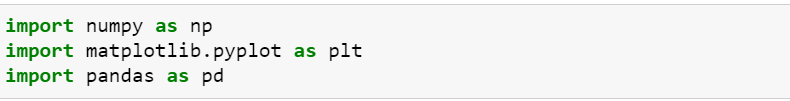 import numpy as np
import matplotlib.pyplot as plt
import pandas as pd